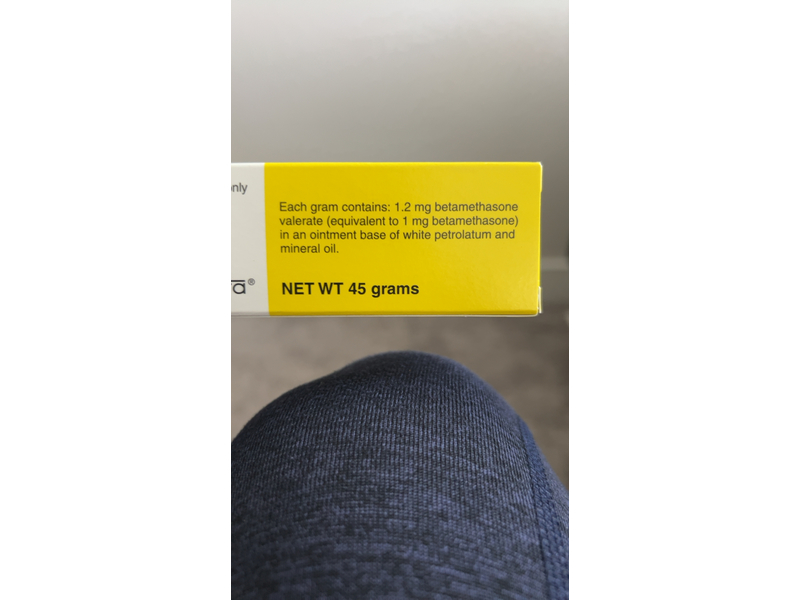 Each gram contains: 1.2 mg betamethasone
valerate (equivalent to 1 mg betamethasone)
in an ointment base of white petrolatum and
mineral oil.
NET WT 45 grams